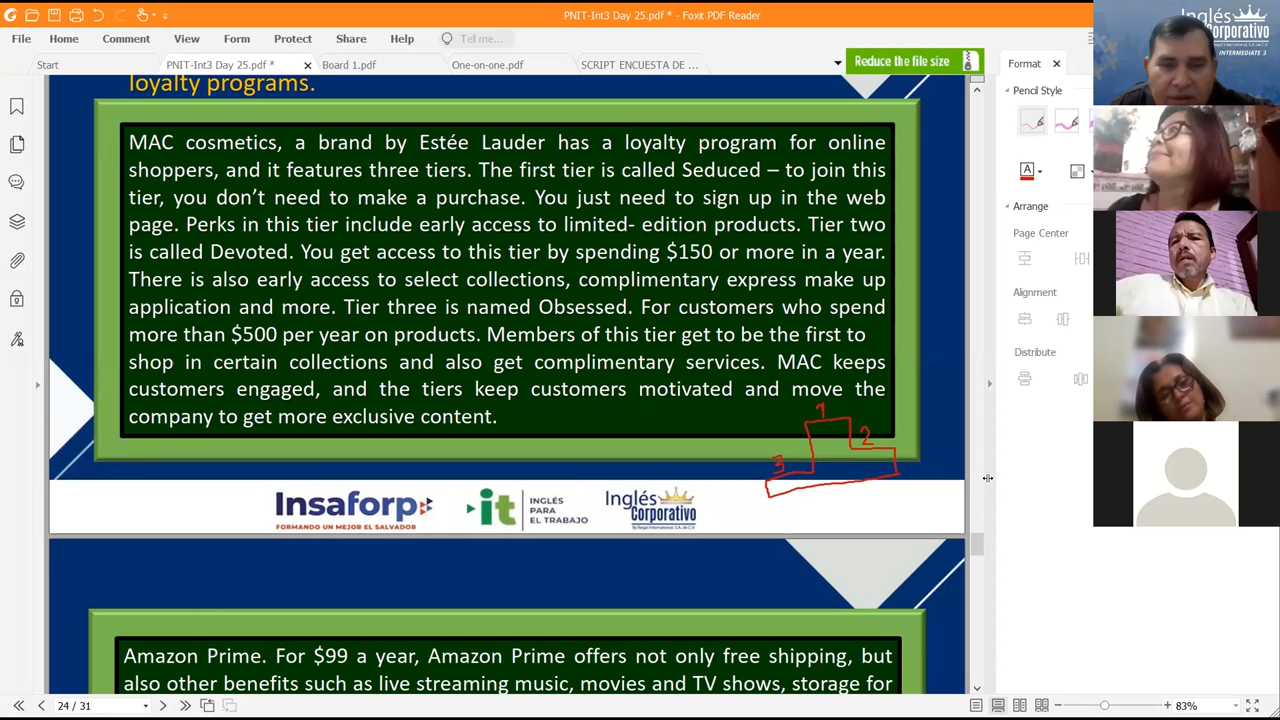 PNIT-Int3 Day 25.pdf * - Foxit PDF Reader
File Home Comment View Form Protect Share Help Tell me...
Start PNIT-Int3 Day 25.pdf * Board 1.pdf One-on-one.pdf SCRIPT ENCUESTA DE ...
Reduce the file size
Format
Pencil Style
A
Arrange
Page Center
Alignment
Distribute
loyalty programs.
MAC cosmetics, a brand by Estée Lauder has a loyalty program for online
shoppers, and it features three tiers. The first tier is called Seduced – to join this
tier, you don't need to make a purchase. You just need to sign up in the web
page. Perks in this tier include early access to limited- edition products. Tier two
is called Devoted. You get access to this tier by spending $150 or more in a year.
There is also early access to select collections, complimentary express make up
application and more. Tier three is named Obsessed. For customers who spend
more than $500 per year on products. Members of this tier get to be the first to
shop in certain collections and also get complimentary services. MAC keeps
customers engaged, and the tiers keep customers motivated and move the
company to get more exclusive content.
1
2
3
Insaforp
FORMANDO UN MEJOR EL SALVADOR
it
INGLÉS
PARA
EL TRABAJO
Inglés
Corporativo
Amazon Prime. For $99 a year, Amazon Prime offers not only free shipping, but
also other benefits such as live streaming music, movies and TV shows, storage for
24 / 31
83%
Inglés
Corporativo
INTERMEDIATE 3